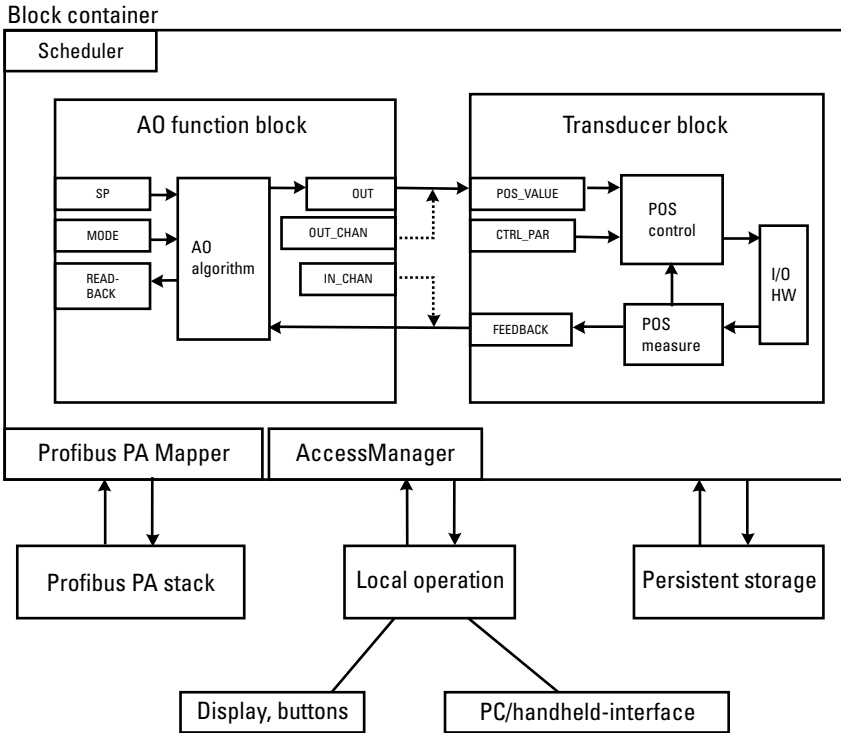 Block container
Scheduler
AO function block
Transducer block
SP
OUT
POS_VALUE
POS
control
MODE
AO
algorithm
OUT_CHAN
CTRL_PAR
I/O
HW
READ-
BACK
IN_CHAN
FEEDBACK
POS
measure
Profibus PA Mapper
AccessManager
Profibus PA stack
Local operation
Persistent storage
Display, buttons
PC/handheld-interface